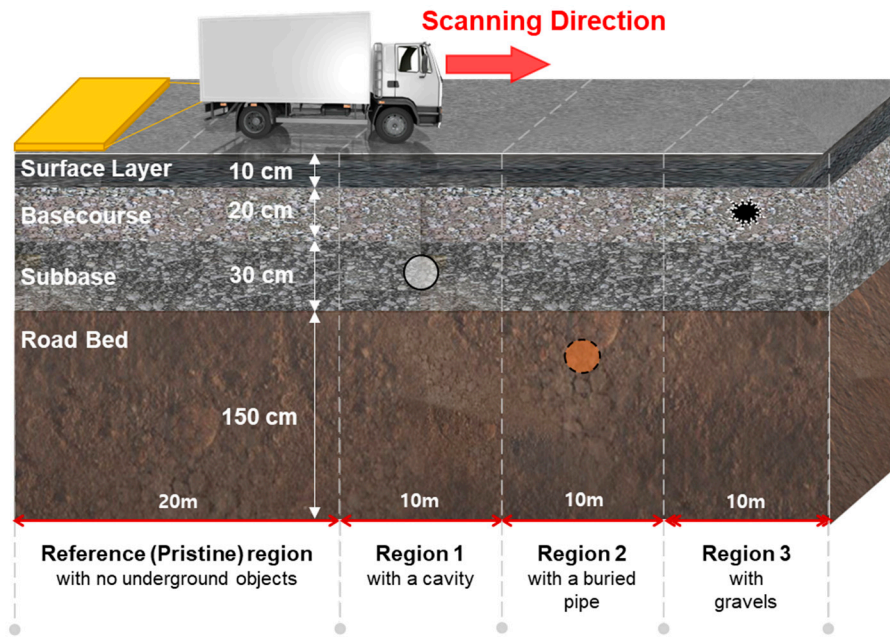 Scanning Direction
Surface Layer
10 cm
Basecourse
20 cm
Subbase
30 cm
Road Bed
150 cm
20m
10m
10m
10m
Reference (Pristine) region
with no underground objects
Region 1
with a cavity
Region 2
with a buried
pipe
Region 3
with
gravels